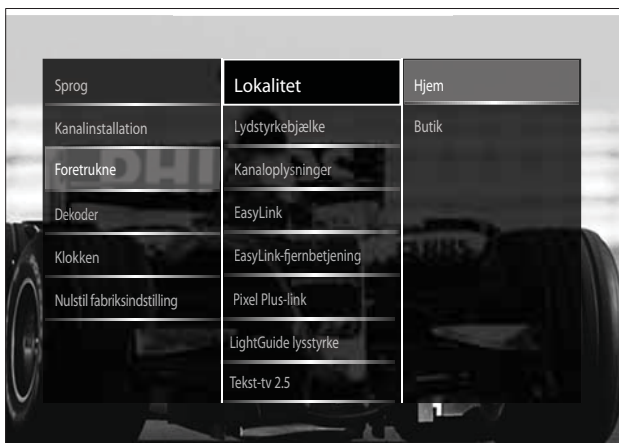 Sprog
Kanalinstallation
Foretrukne
Dekoder
Klokken
Nulstil fabriksindstilling
Lokalitet
Lydstyrkebjælke
Kanaloplysninger
EasyLink
EasyLink-fjernbetjening
Pixel Plus-link
LightGuide lysstyrke
Tekst-tv 2.5
Hjem
Butik